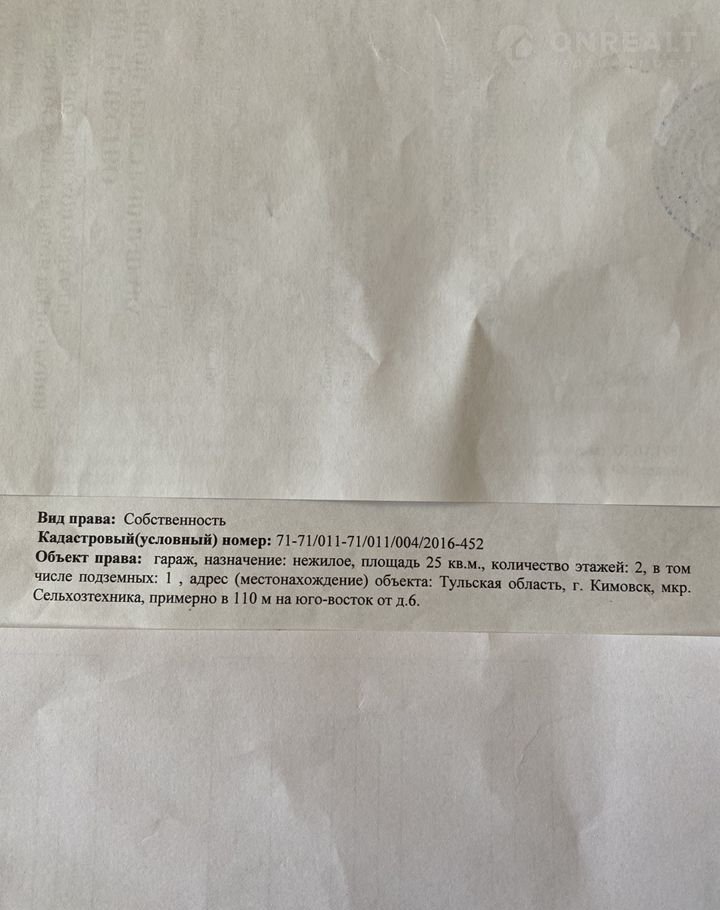 ONREALT
НЕДВИЖИМОСТЬ
Вид права: Собственность
Кадастровый(условный) номер: 71-71/011-71/011/004/2016-452
Объект права: гараж, назначение: нежилое, площадь 25 кв.м., количество этажей: 2, в том
числе подземных: 1 , адрес (местонахождение) объекта: Тульская область, г. Кимовск, мкр.
Сельхозтехника, примерно в 110 м на юго-восток от д.6.